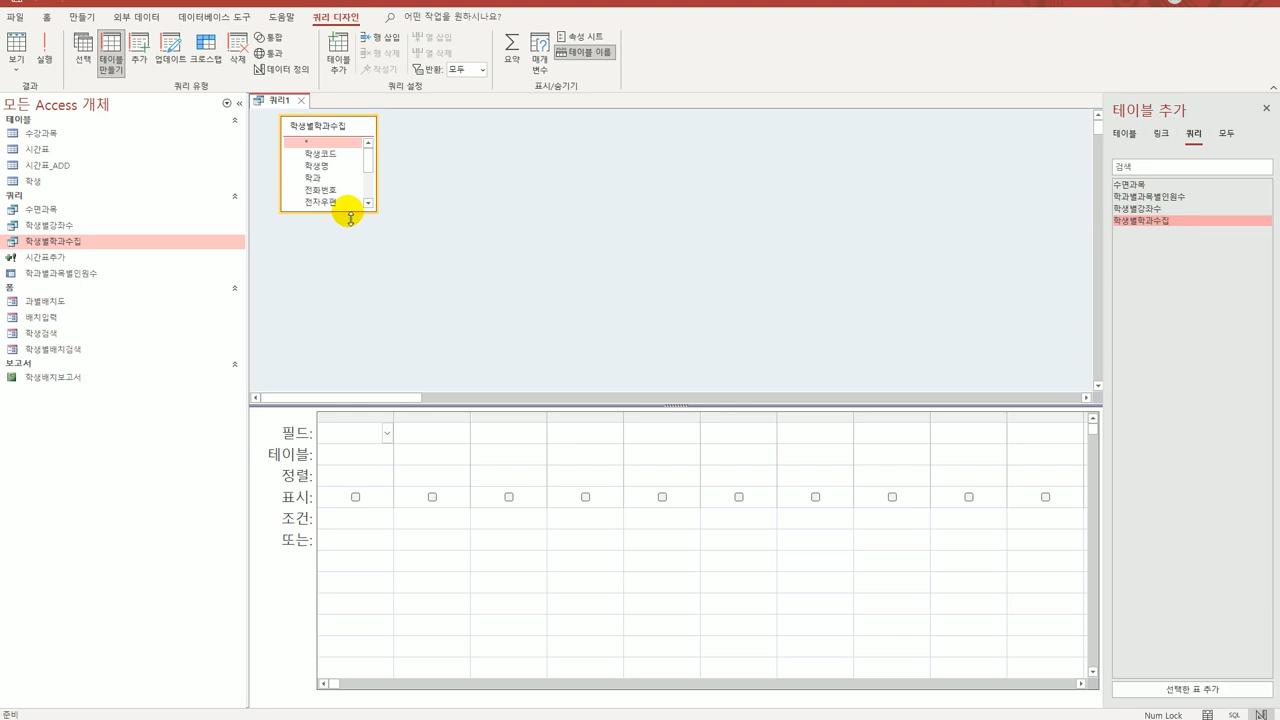 파일 홈 만들기 외부 데이터 데이터베이스 도구 도움말 쿼리 디자인 어떤 작업을 원하시나요?
보기 실행 선택 테이블 만들기 추가 업데이트 크로스탭 삭제
통합
통과
데이터 정의
테이블 추가
행 삽입
행 삭제
작성기
열 삽입
열 삭제
반환: 모두
요약 매개 변수
속성 시트
테이블 이름
결과 쿼리 유형 쿼리 설정 표시/숨기기
모든 Access 개체
테이블
수강과목
시간표
시간표_ADD
학생
쿼리
수면과목
학생별강좌수
학생별학과수집
시간표추가
학과별과목별인원수
폼
과별배치도
배치입력
학생검색
학생별배치검색
보고서
학생배치보고서
쿼리1
학생별학과수집
*
학생코드
학생명
학과
전화번호
전자우편
필드:
테이블:
정렬:
표시:
조건:
또는:
테이블 추가
테이블 링크 쿼리 모두
검색
수면과목
학과별과목별인원수
학생별강좌수
학생별학과수집
선택한 표 추가
준비
Num Lock
SQL